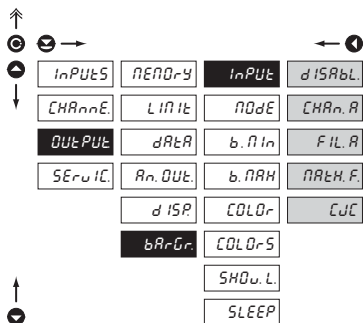 InPUtS MEMOrY InPUt dISAbL.
CHAnnE. LIMIt MOdE CHAn. A
OUtPUt dAtA b. MIn FIL. A
SErvIC. An. OUt. b. MAH MAtH. F.
dISP. COLOr CJC
bArGr. COLOrS
SHOw. L.
SLEEP